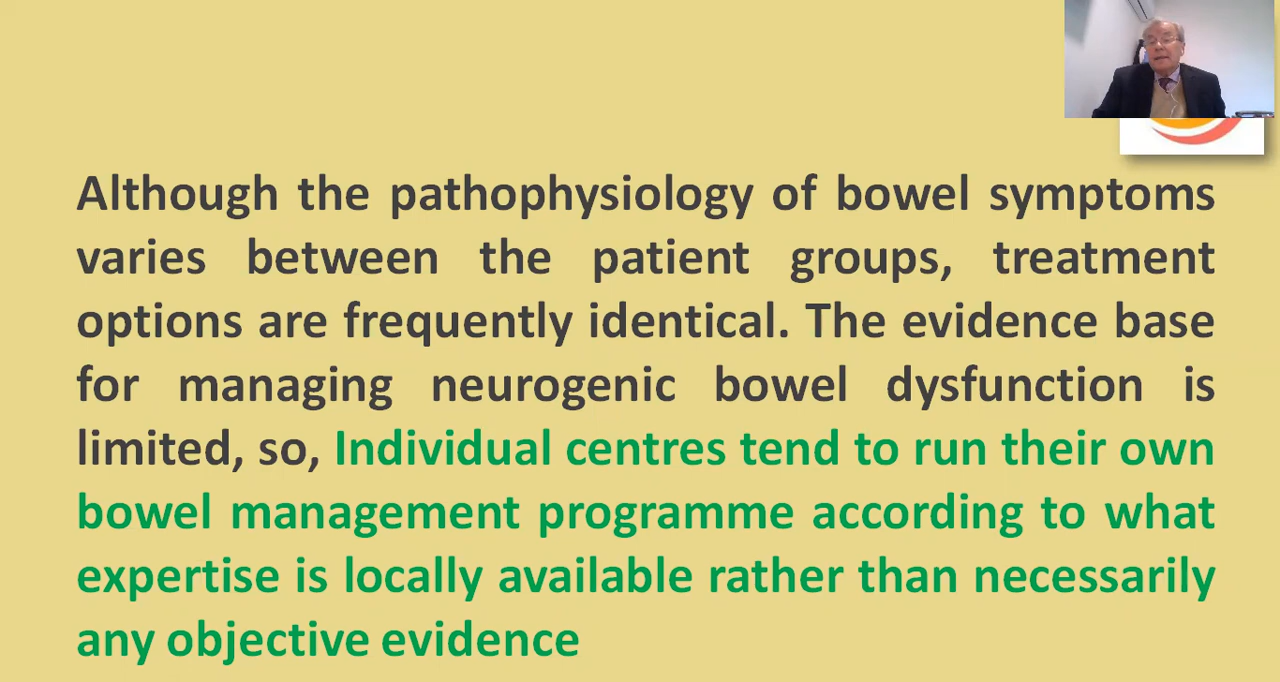 Although the pathophysiology of bowel symptoms
varies between the patient groups, treatment
options are frequently identical. The evidence base
for managing neurogenic bowel dysfunction is
limited, so, Individual centres tend to run their own
bowel management programme according to what
expertise is locally available rather than necessarily
any objective evidence